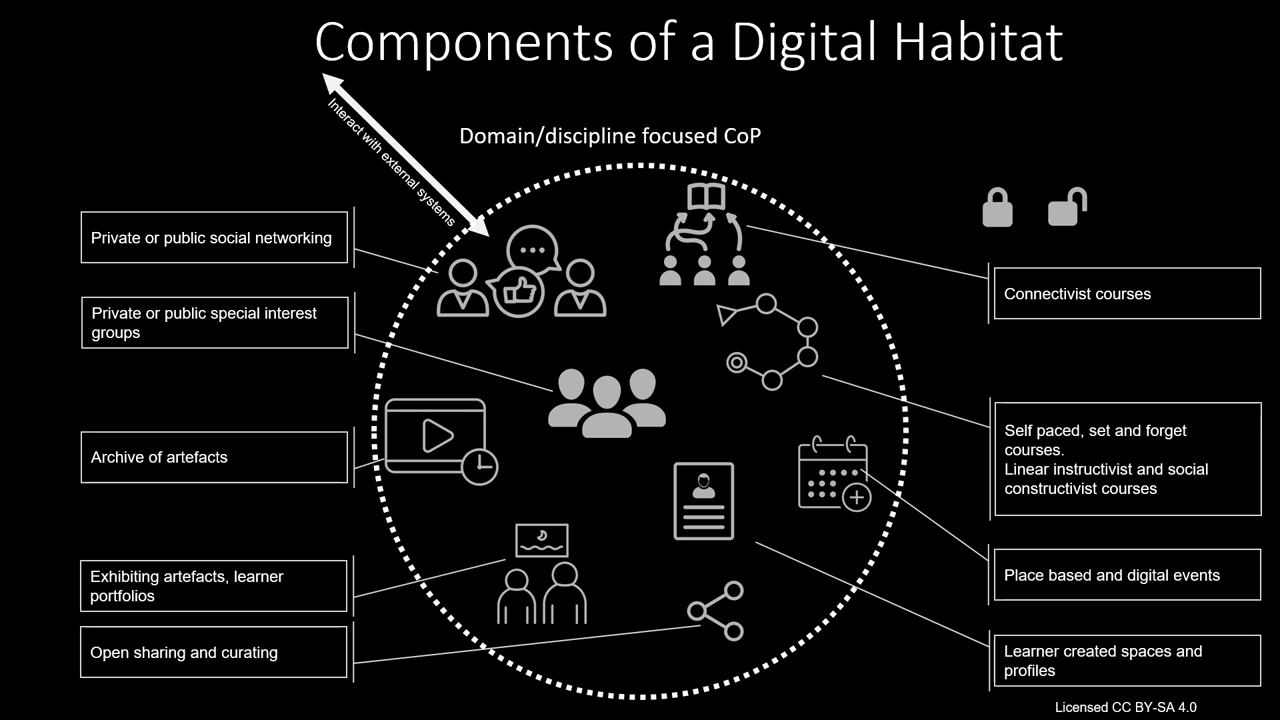 Components of a Digital Habitat
Interact with external systems
Domain/discipline focused CoP
Private or public social networking
Private or public special interest
groups
Archive of artefacts
Exhibiting artefacts, learner
portfolios
Open sharing and curating
Connectivist courses
Self paced, set and forget
courses.
Linear instructivist and social
constructivist courses
Place based and digital events
Learner created spaces and
profiles
Licensed CC BY-SA 4.0